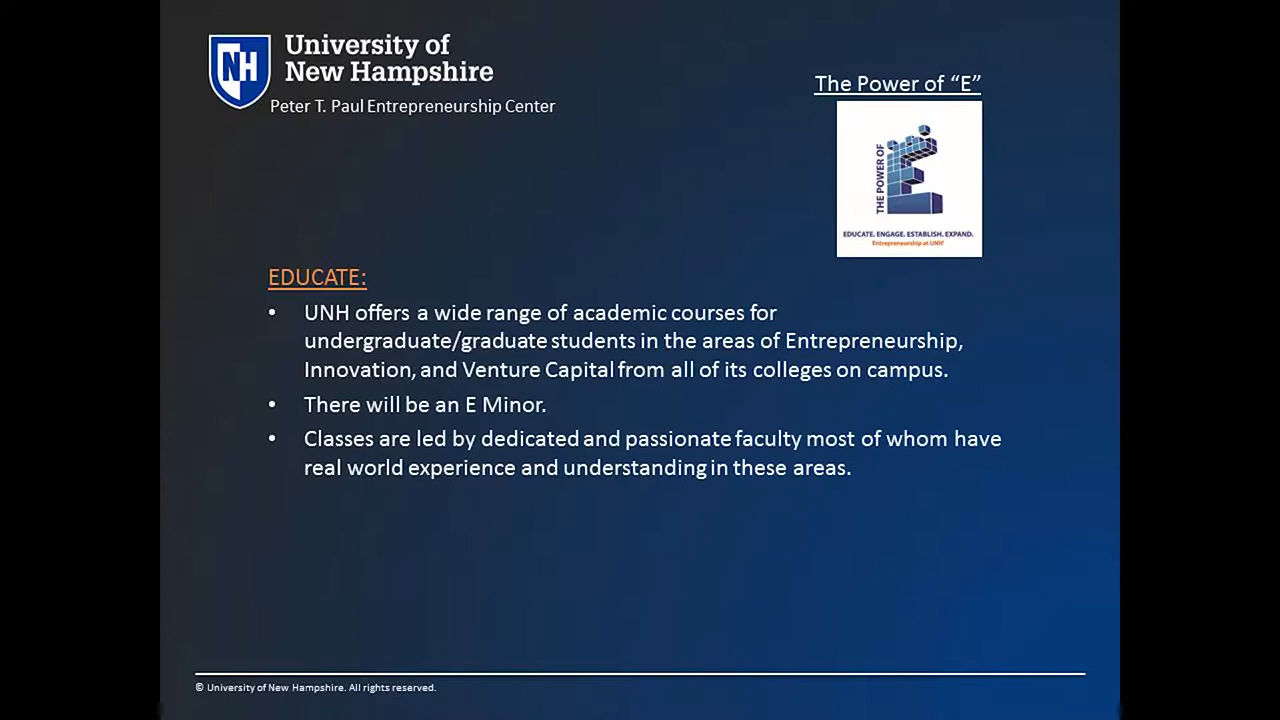 NH
University of
New Hampshire
Peter T. Paul Entrepreneurship Center
The Power of “E”
THE POWER OF
E
EDUCATE. ENGAGE. ESTABLISH. EXPAND.
Entrepreneurship at UNH
EDUCATE:
• UNH offers a wide range of academic courses for
undergraduate/graduate students in the areas of Entrepreneurship,
Innovation, and Venture Capital from all of its colleges on campus.
• There will be an E Minor.
• Classes are led by dedicated and passionate faculty most of whom have
real world experience and understanding in these areas.
© University of New Hampshire. All rights reserved.